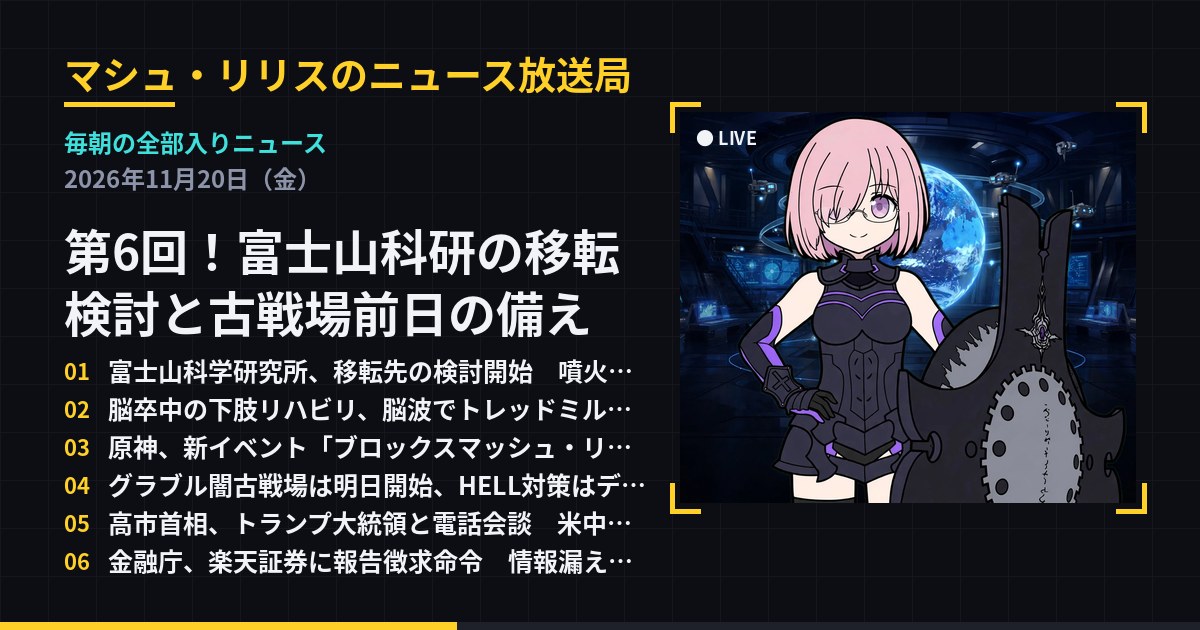 マシュ・リリスのニュース放送局
毎朝の全部入りニュース
2026年11月20日（金）
第6回！富士山科研の移転
検討と古戦場前日の備え
01 富士山科学研究所、移転先の検討開始　噴火…
02 脳卒中の下肢リハビリ、脳波でトレッドミル…
03 原神、新イベント「ブロックスマッシュ・リ…
04 グラブル闇古戦場は明日開始、HELL対策はデ…
05 高市首相、トランプ大統領と電話会談　米中…
06 金融庁、楽天証券に報告徴求命令　情報漏え…
LIVE